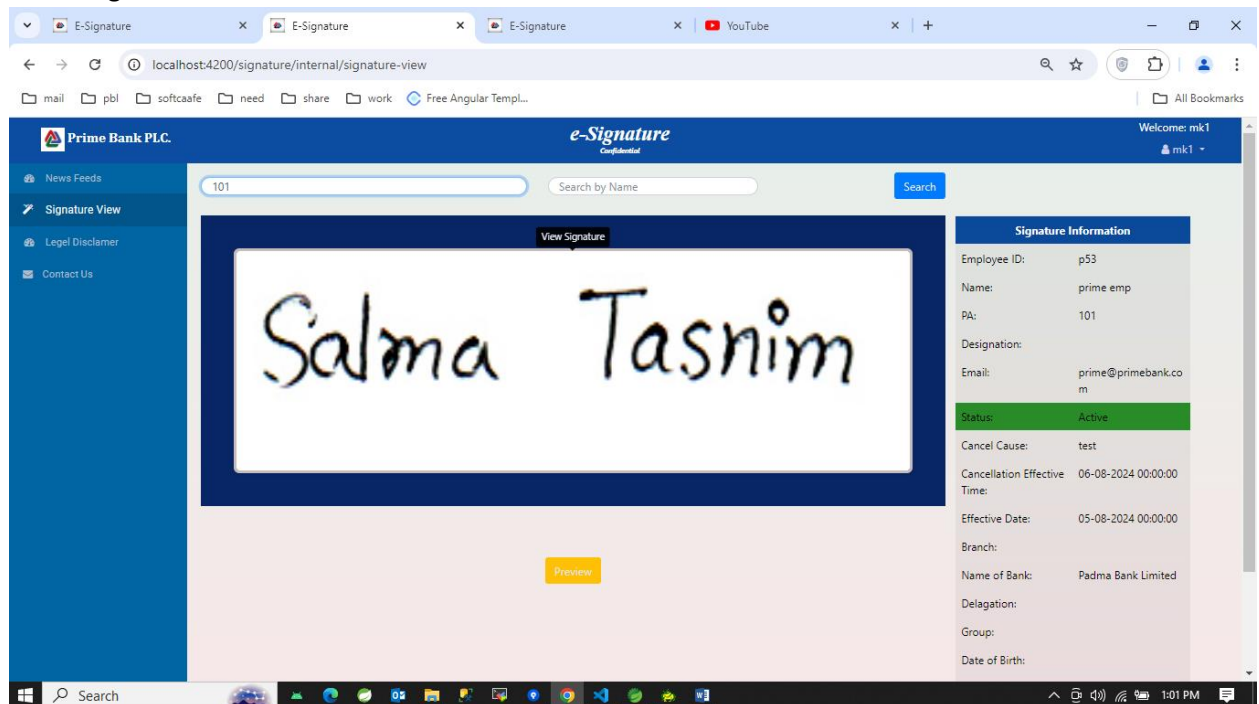 E-Signature
E-Signature
E-Signature
YouTube
localhost:4200/signature/internal/signature-view
mail pbl softcaafe need share work Free Angular Templ... All Bookmarks
Prime Bank PLC.
e-Signature
Confidential
Welcome: mk1
mk1
News Feeds
Signature View
Legel Disclamer
Contact Us
101
Search by Name
Search
View Signature
Salma Tasnim
Preview
Signature Information
Employee ID: p53
Name: prime emp
PA: 101
Designation:
Email: prime@primebank.co
m
Status: Active
Cancel Cause: test
Cancellation Effective 06-08-2024 00:00:00
Time:
Effective Date: 05-08-2024 00:00:00
Branch:
Name of Bank: Padma Bank Limited
Delagation:
Group:
Date of Birth:
Search
1:01 PM